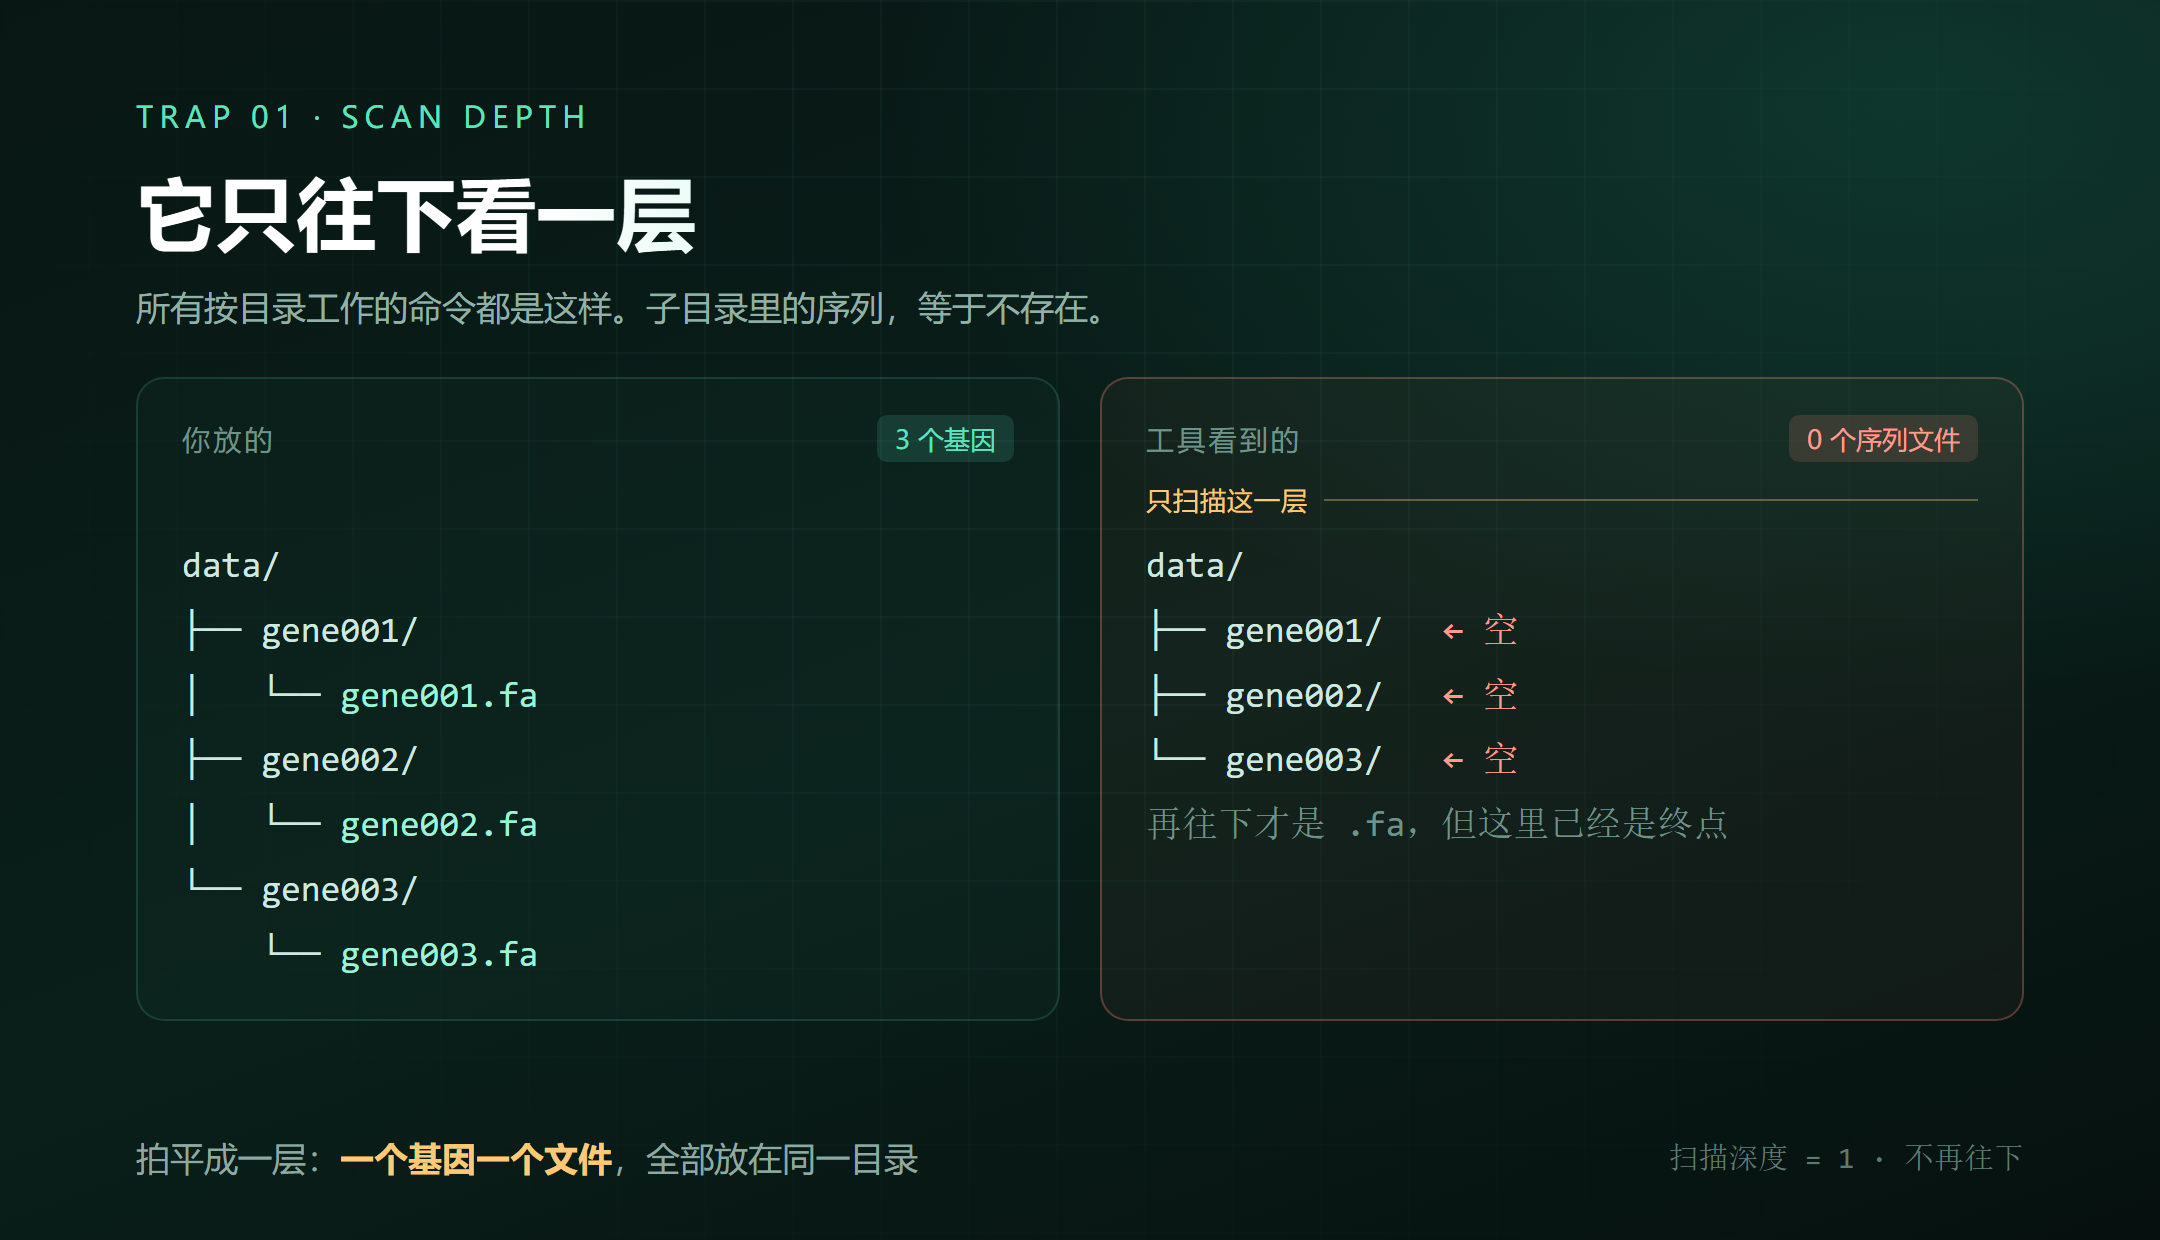 TRAP 01 · SCAN DEPTH
它只往下看一层
所有按目录工作的命令都是这样。子目录里的序列，等于不存在。
你放的
3 个基因
data/
├── gene001/
│   └── gene001.fa
├── gene002/
│   └── gene002.fa
└── gene003/
    └── gene003.fa
工具看到的
0 个序列文件
只扫描这一层
data/
├── gene001/   ← 空
├── gene002/   ← 空
└── gene003/   ← 空
再往下才是 .fa，但这里已经是终点
拍平成一层：一个基因一个文件，全部放在同一目录
扫描深度 = 1 · 不再往下